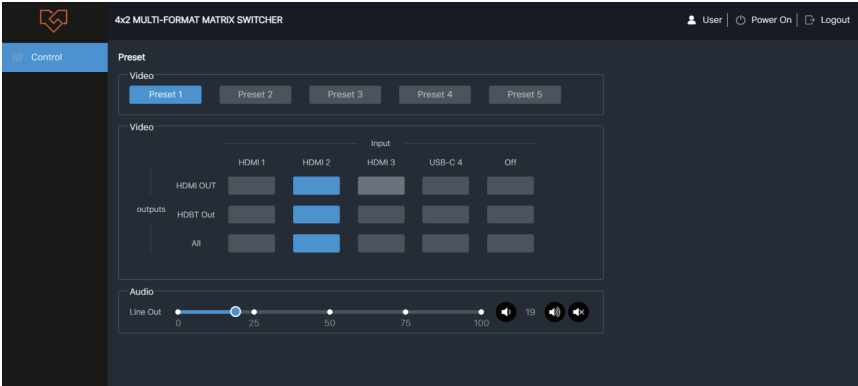 4x2 MULTI-FORMAT MATRIX SWITCHER
User
Power On
Logout
Control
Preset
Video
Preset 1 Preset 2 Preset 3 Preset 4 Preset 5
Video
Input
HDMI 1 HDMI 2 HDMI 3 USB-C 4 Off
HDMI OUT
outputs
HDBT Out
All
Audio
Line Out
19
0 25 50 75 100